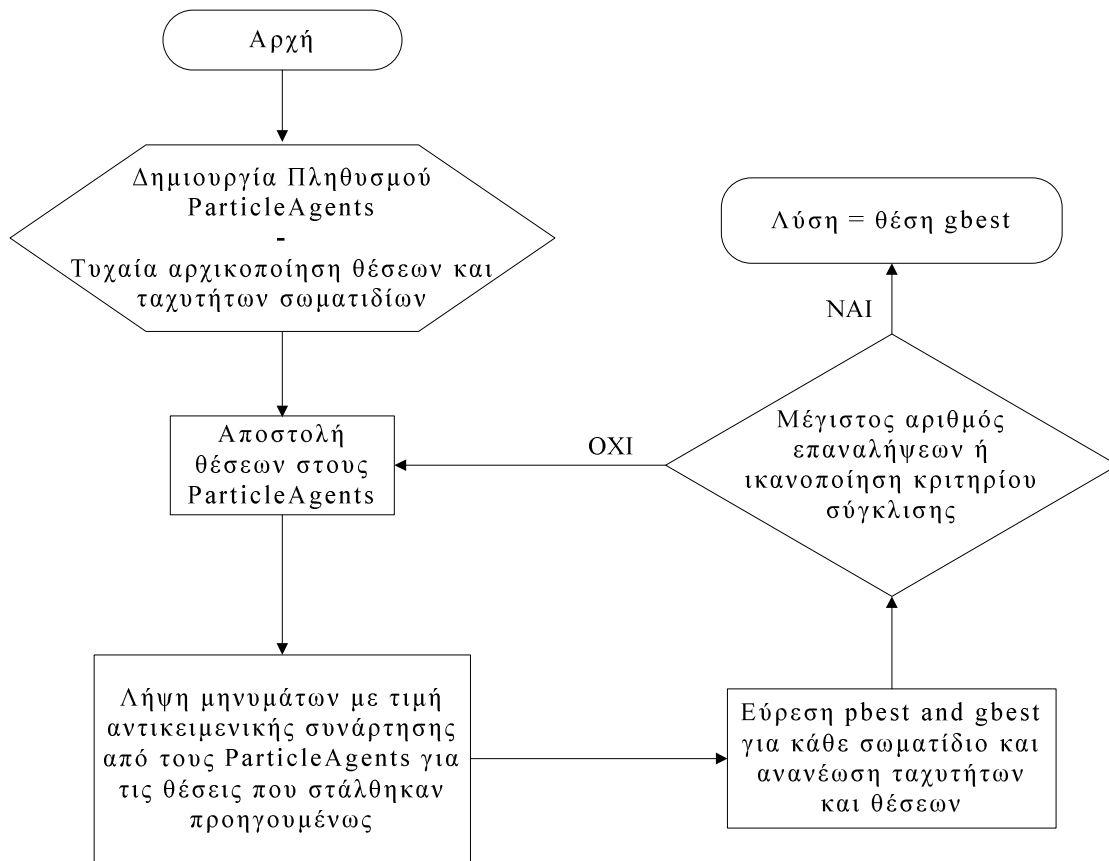 Αρχή
Δημιουργία Πληθυσμού
ParticleAgents
-
Τυχαία αρχικοποίηση θέσεων και
ταχυτήτων σωματιδίων
Αποστολή
θέσεων στους
ParticleAgents
Λήψη μηνυμάτων με τιμή
αντικειμενικής συνάρτησης
από τους ParticleAgents για
τις θέσεις που στάλθηκαν
προηγουμένως
Εύρεση pbest and gbest
για κάθε σωματίδιο και
ανανέωση ταχυτήτων
και θέσεων
Μέγιστος αριθμός
επαναλήψεων ή
ικανοποίηση κριτηρίου
σύγκλισης
ΟΧΙ
ΝΑΙ
Λύση = θέση gbest